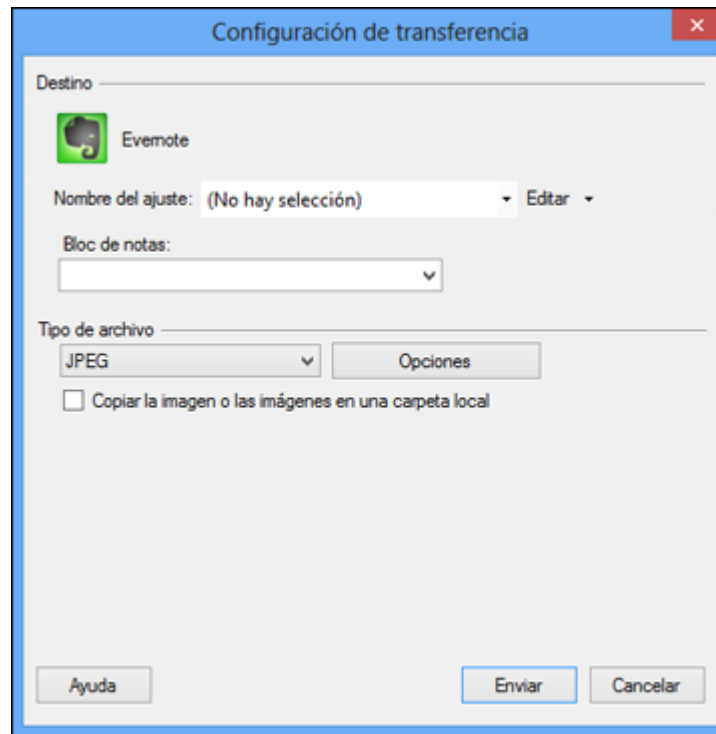 Configuración de transferencia
Destino
Evernote
Nombre del ajuste: (No hay selección) Editar
Bloc de notas:
Tipo de archivo
JPEG Opciones
Copiar la imagen o las imágenes en una carpeta local
Ayuda Enviar Cancelar